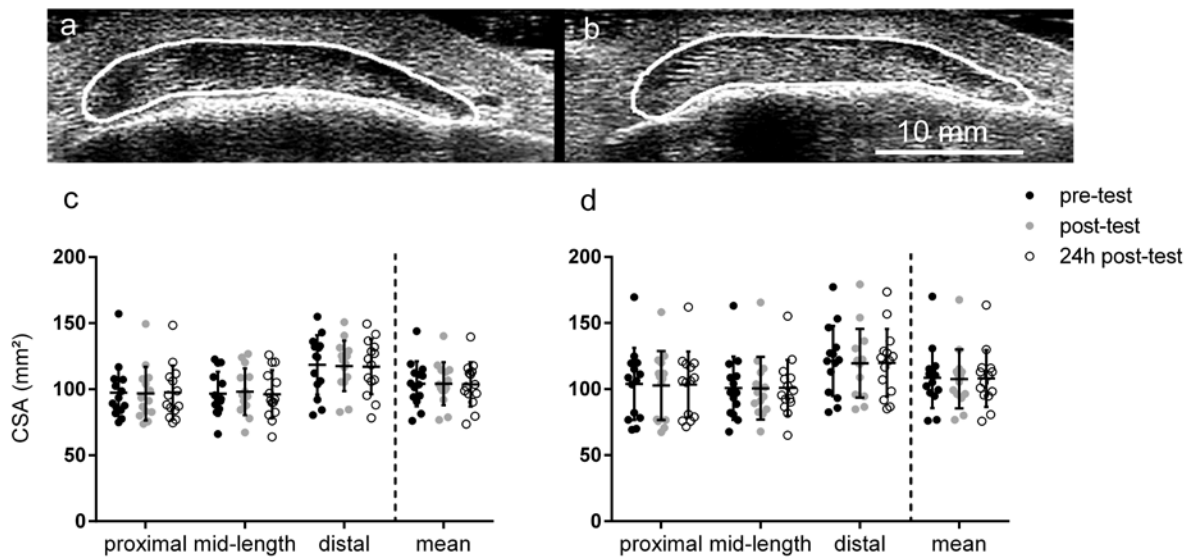 a
b
10 mm
c
d
pre-test
post-test
24h post-test
200
150
100
50
0
CSA (mm²)
proximal mid-length distal mean
200
150
100
50
0
proximal mid-length distal mean